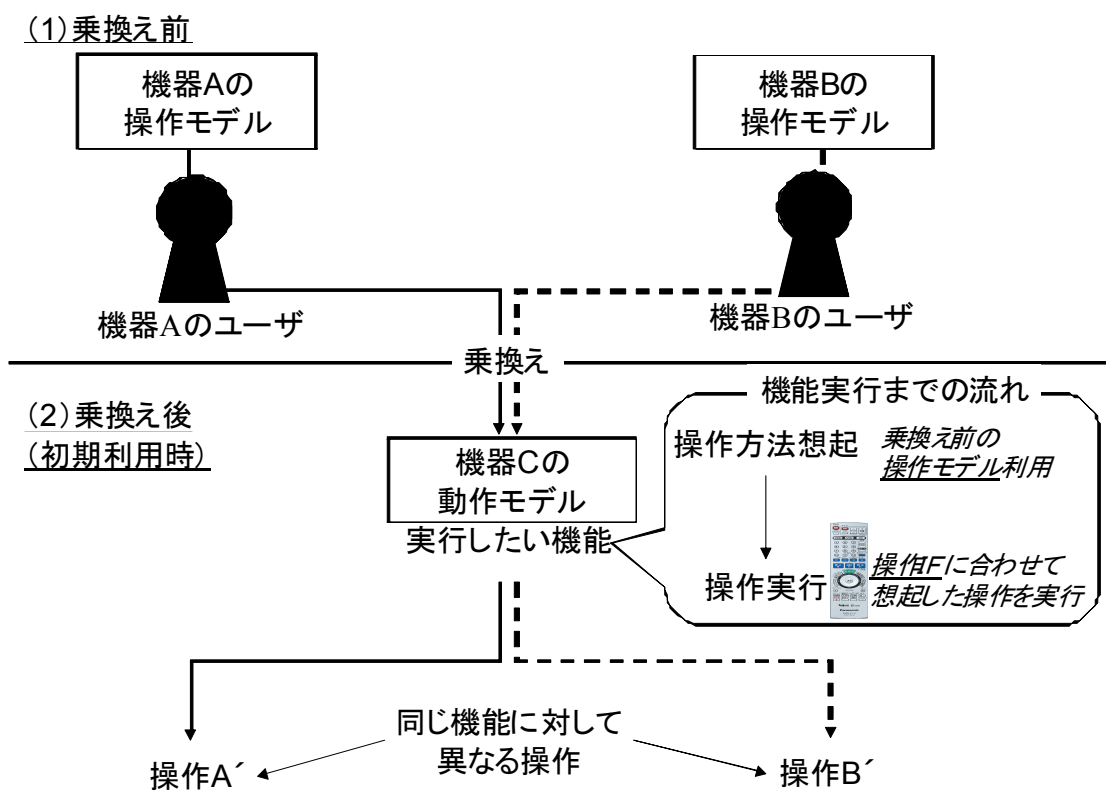 (1)乗換え前
機器Aの
操作モデル
機器Bの
操作モデル
機器Aのユーザ
機器Bのユーザ
乗換え
(2)乗換え後
(初期利用時)
機器Cの
動作モデル
実行したい機能
機能実行までの流れ
操作方法想起
乗換え前の
操作モデル利用
操作実行
操作IFに合わせて
想起した操作を実行
同じ機能に対して
異なる操作
操作A´
操作B´